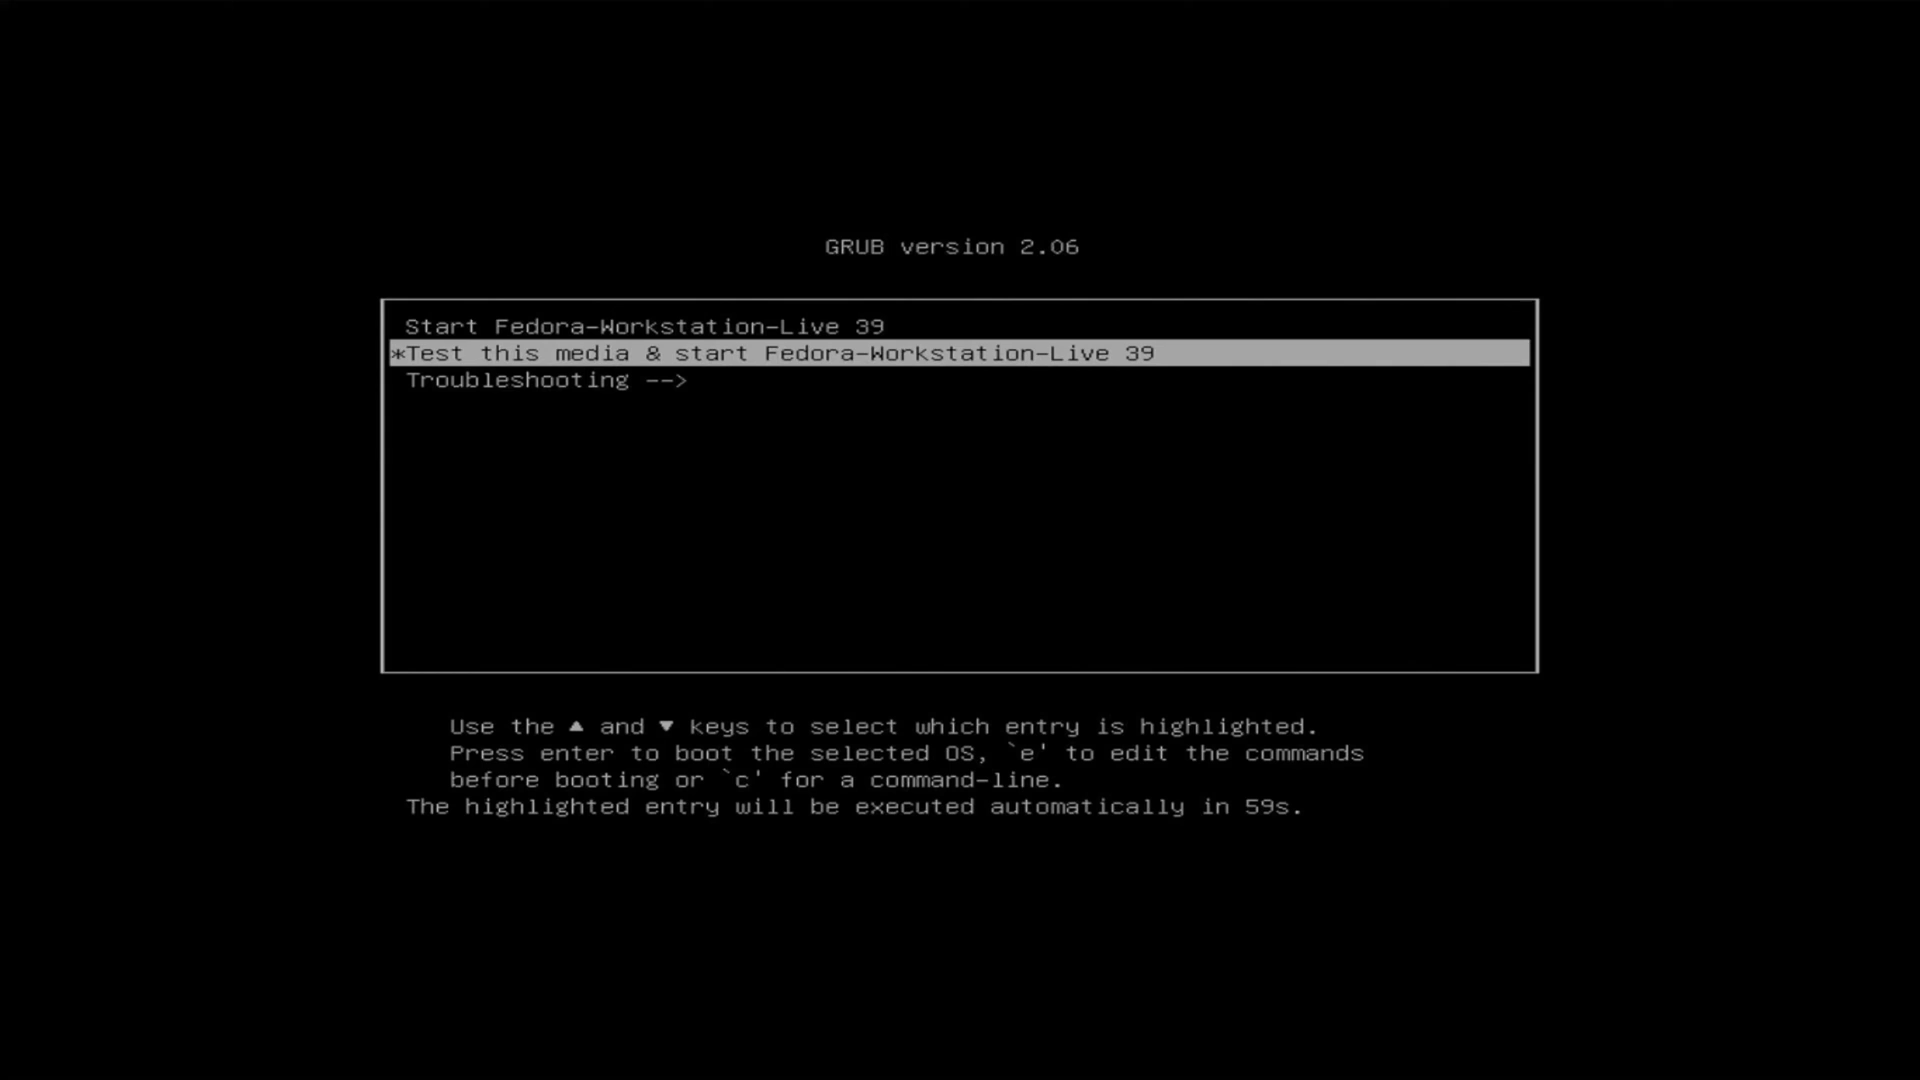 GRUB version 2.06
Start Fedora-Workstation-Live 39
*Test this media & start Fedora-Workstation-Live 39
Troubleshooting -->
Use the ▲ and ▼ keys to select which entry is highlighted.
Press enter to boot the selected OS, `e' to edit the commands
before booting or `c' for a command-line.
The highlighted entry will be executed automatically in 59s.